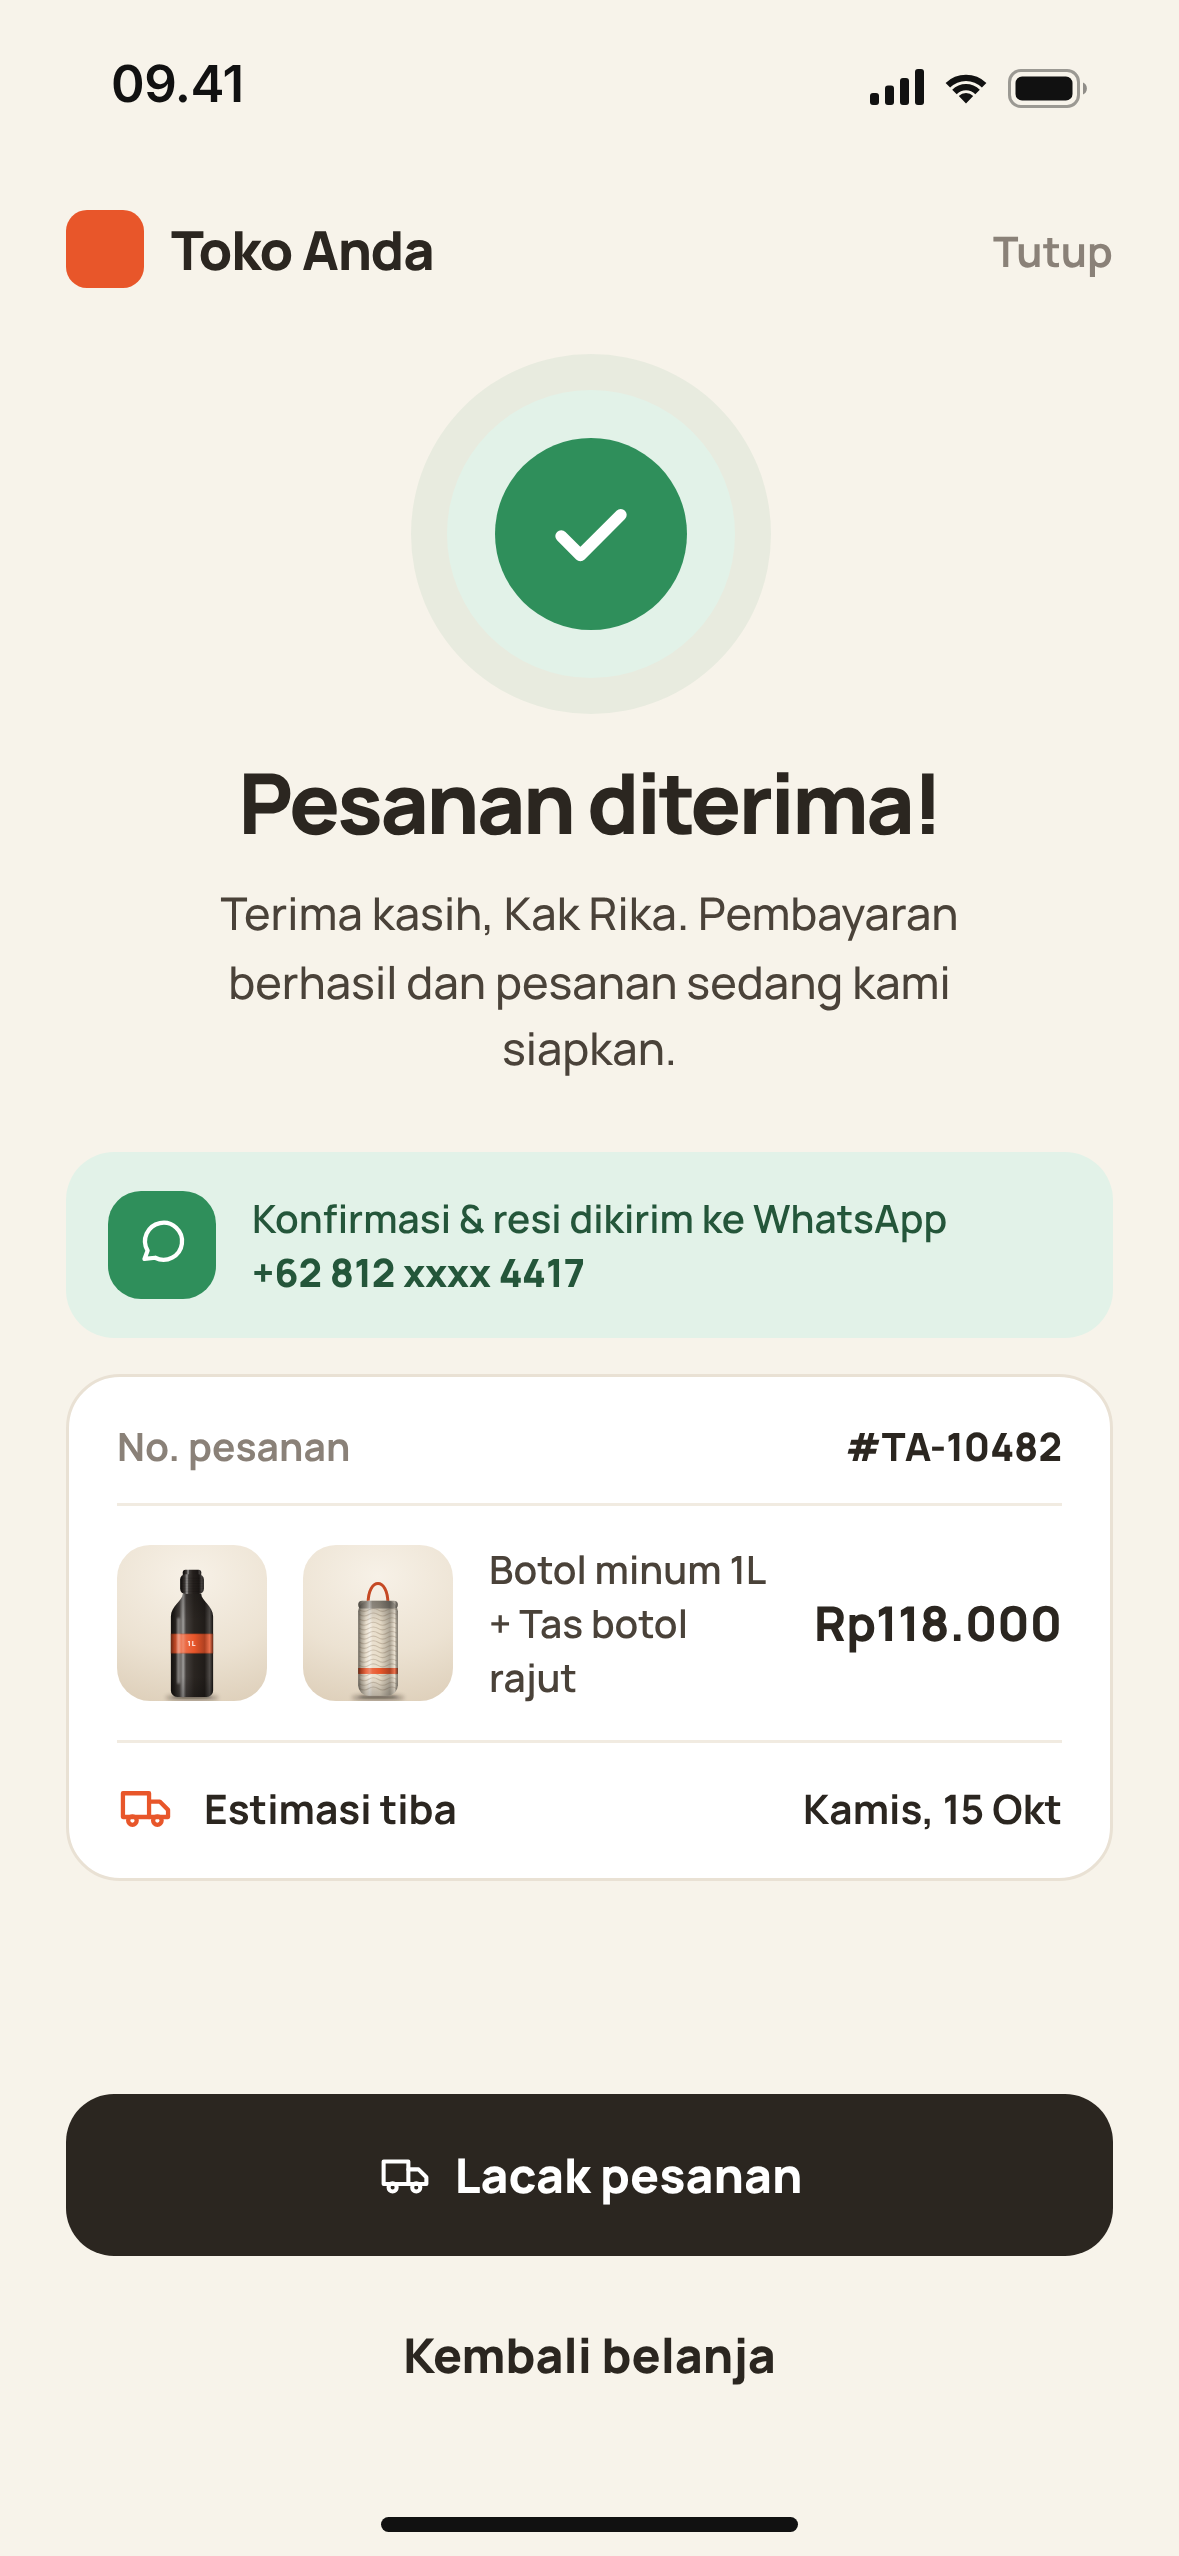 09.41
Toko Anda
Tutup
Pesanan diterima!
Terima kasih, Kak Rika. Pembayaran
berhasil dan pesanan sedang kami
siapkan.
Konfirmasi & resi dikirim ke WhatsApp
+62 812 xxxx 4417
No. pesanan
#TA-10482
1L
Botol minum 1L
+ Tas botol
rajut
Rp118.000
Estimasi tiba
Kamis, 15 Okt
Lacak pesanan
Kembali belanja